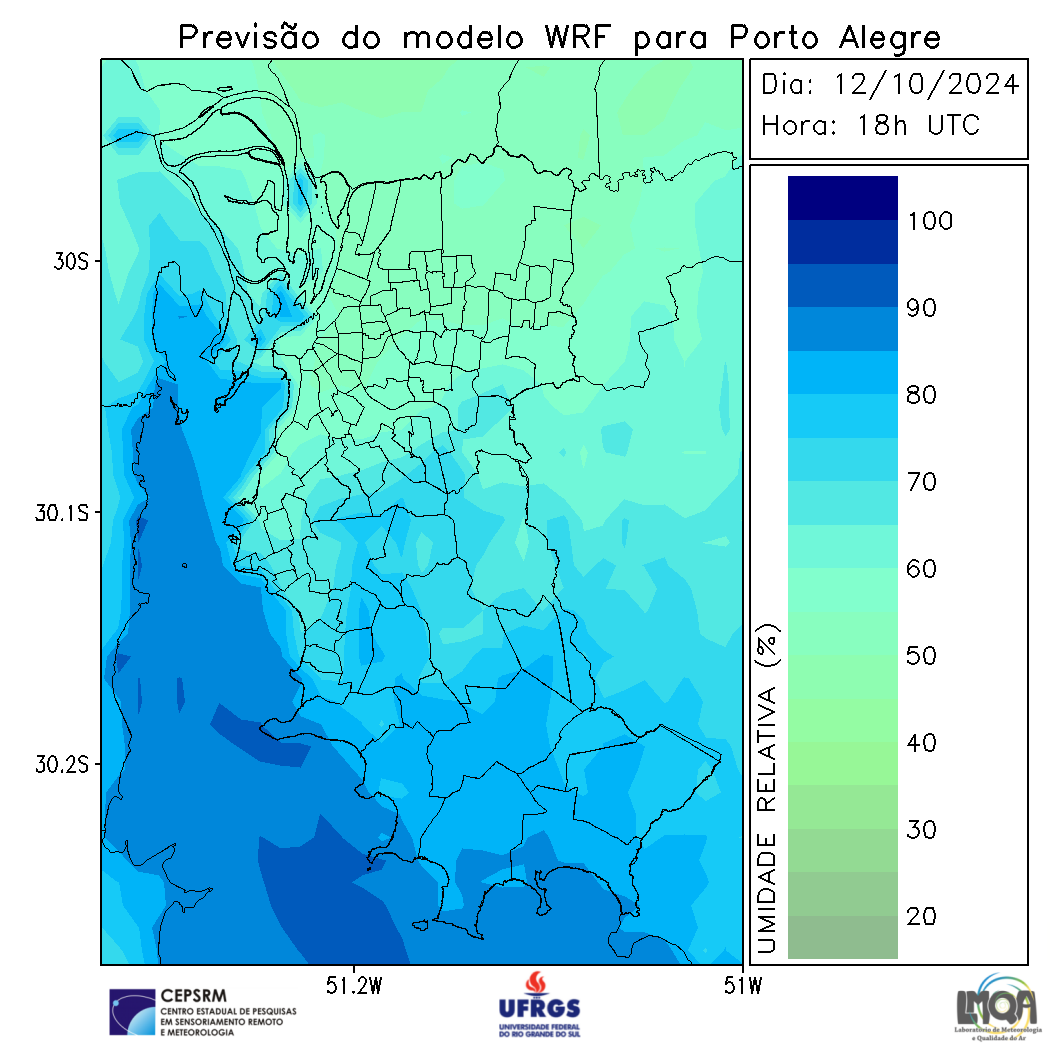 Previsão do modelo WRF para Porto Alegre
Dia: 12/10/2024
Hora: 18h UTC
100
90
80
70
60
50
40
30
20
UMIDADE RELATIVA (%)
30S
30.1S
30.2S
51.2W
51W
CEPSRM
CENTRO ESTADUAL DE PESQUISAS
EM SENSORIAMENTO REMOTO
E METEOROLOGIA
UFRGS
UNIVERSIDADE FEDERAL
DO RIO GRANDE DO SUL
LMQA
Laboratório de Meteorologia
e Qualidade do Ar